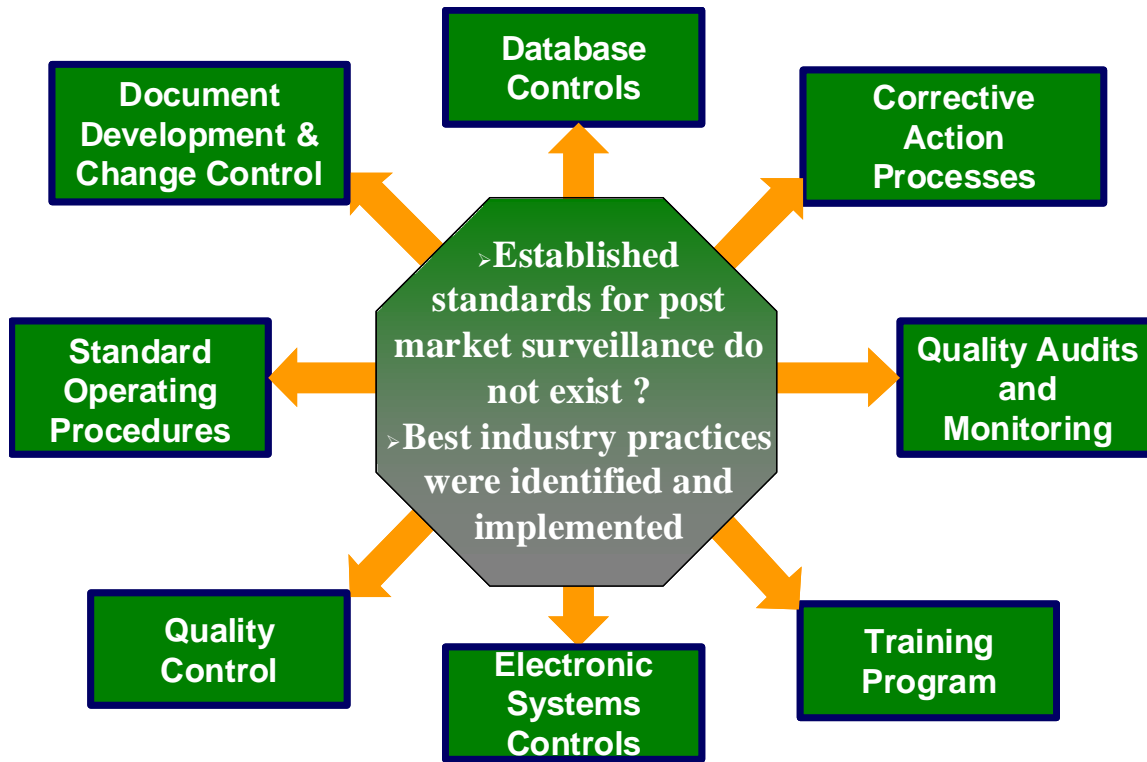 Database
Controls
Document
Development &
Change Control
Corrective
Action
Processes
➢Established
standards for post
market surveillance do
not exist ?
➢Best industry practices
were identified and
implemented
Standard
Operating
Procedures
Quality Audits
and
Monitoring
Quality
Control
Electronic
Systems
Controls
Training
Program